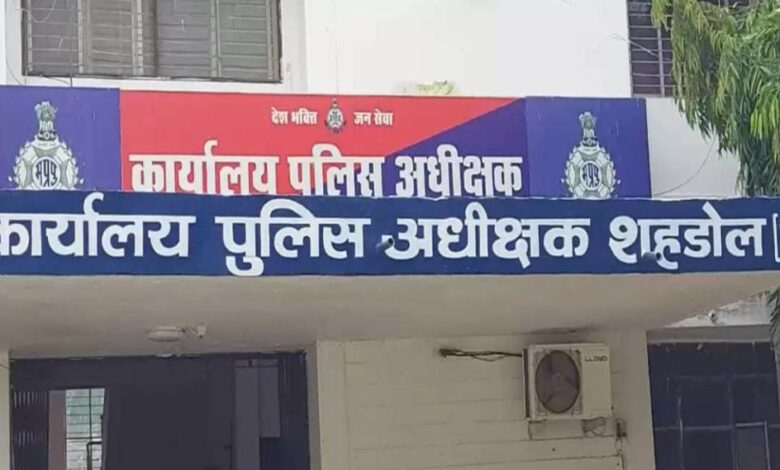 देश भक्ति जन सेवा
कार्यालय पुलिस अधीक्षक
कार्यालय पुलिस अधीक्षक शहडोल
LLOYD